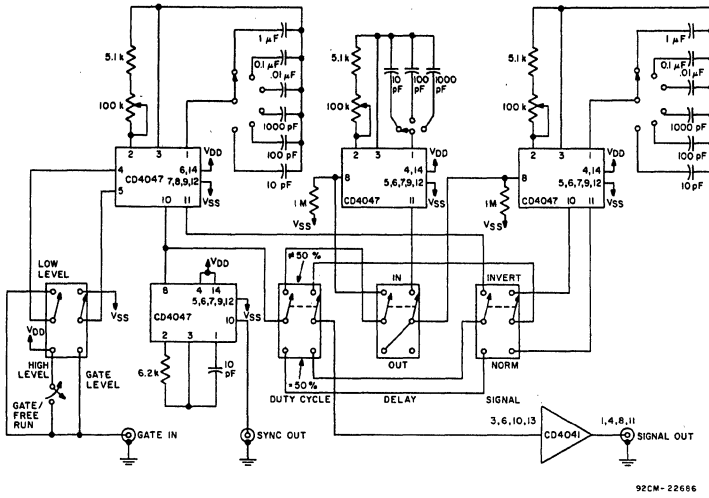 1 µF
5.1 k
0.1 µF
.01 µF
100 k
1000 pF
100 pF
10 pF
2 3 1
VDD
4
6,14
7,8,9,12
5
CD4047
VSS
10 11
5.1 k
10 pF
100 pF
1000 pF
100 k
2 3 1
VDD
8
4,14
5,6,7,9,12
1 M
CD4047
VSS
VSS
11
1 µF
5.1 k
0.1 µF
.01 µF
100 k
1000 pF
100 pF
10 pF
2 3 1
VDD
8
4,14
5,6,7,9,12
1 M
CD4047
VSS
VSS
10 11
LOW LEVEL
VDD
VSS
HIGH LEVEL
GATE LEVEL
GATE/ FREE RUN
GATE IN
VDD
8 4 14
5,6,7,9,12
CD4047
10
VSS
2 3 1
6.2 k
10 pF
SYNC OUT
≠ 50 %
= 50%
DUTY CYCLE
IN
OUT
DELAY
INVERT
NORM
SIGNAL
3,6,10,13
CD4041
1,4,8,11
SIGNAL OUT
92CM-22686